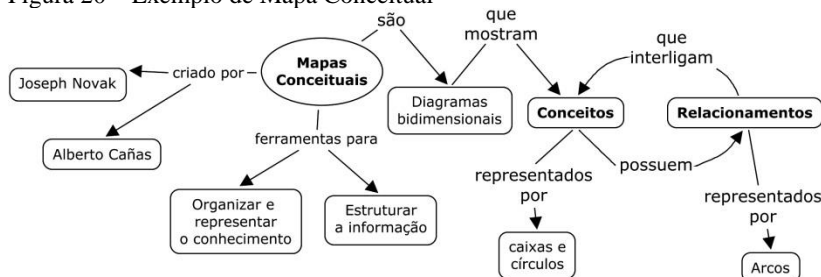 Figura 20 – Exemplo de Mapa Conceitual
são
que
mostram
que
interligam
Mapas
Conceituais
criado por
Joseph Novak
Alberto Cañas
ferramentas para
Organizar e
representar
o conhecimento
Estruturar
a informação
Diagramas
bidimensionais
Conceitos
Relacionamentos
possuem
representados
por
caixas e
círculos
representados
por
Arcos